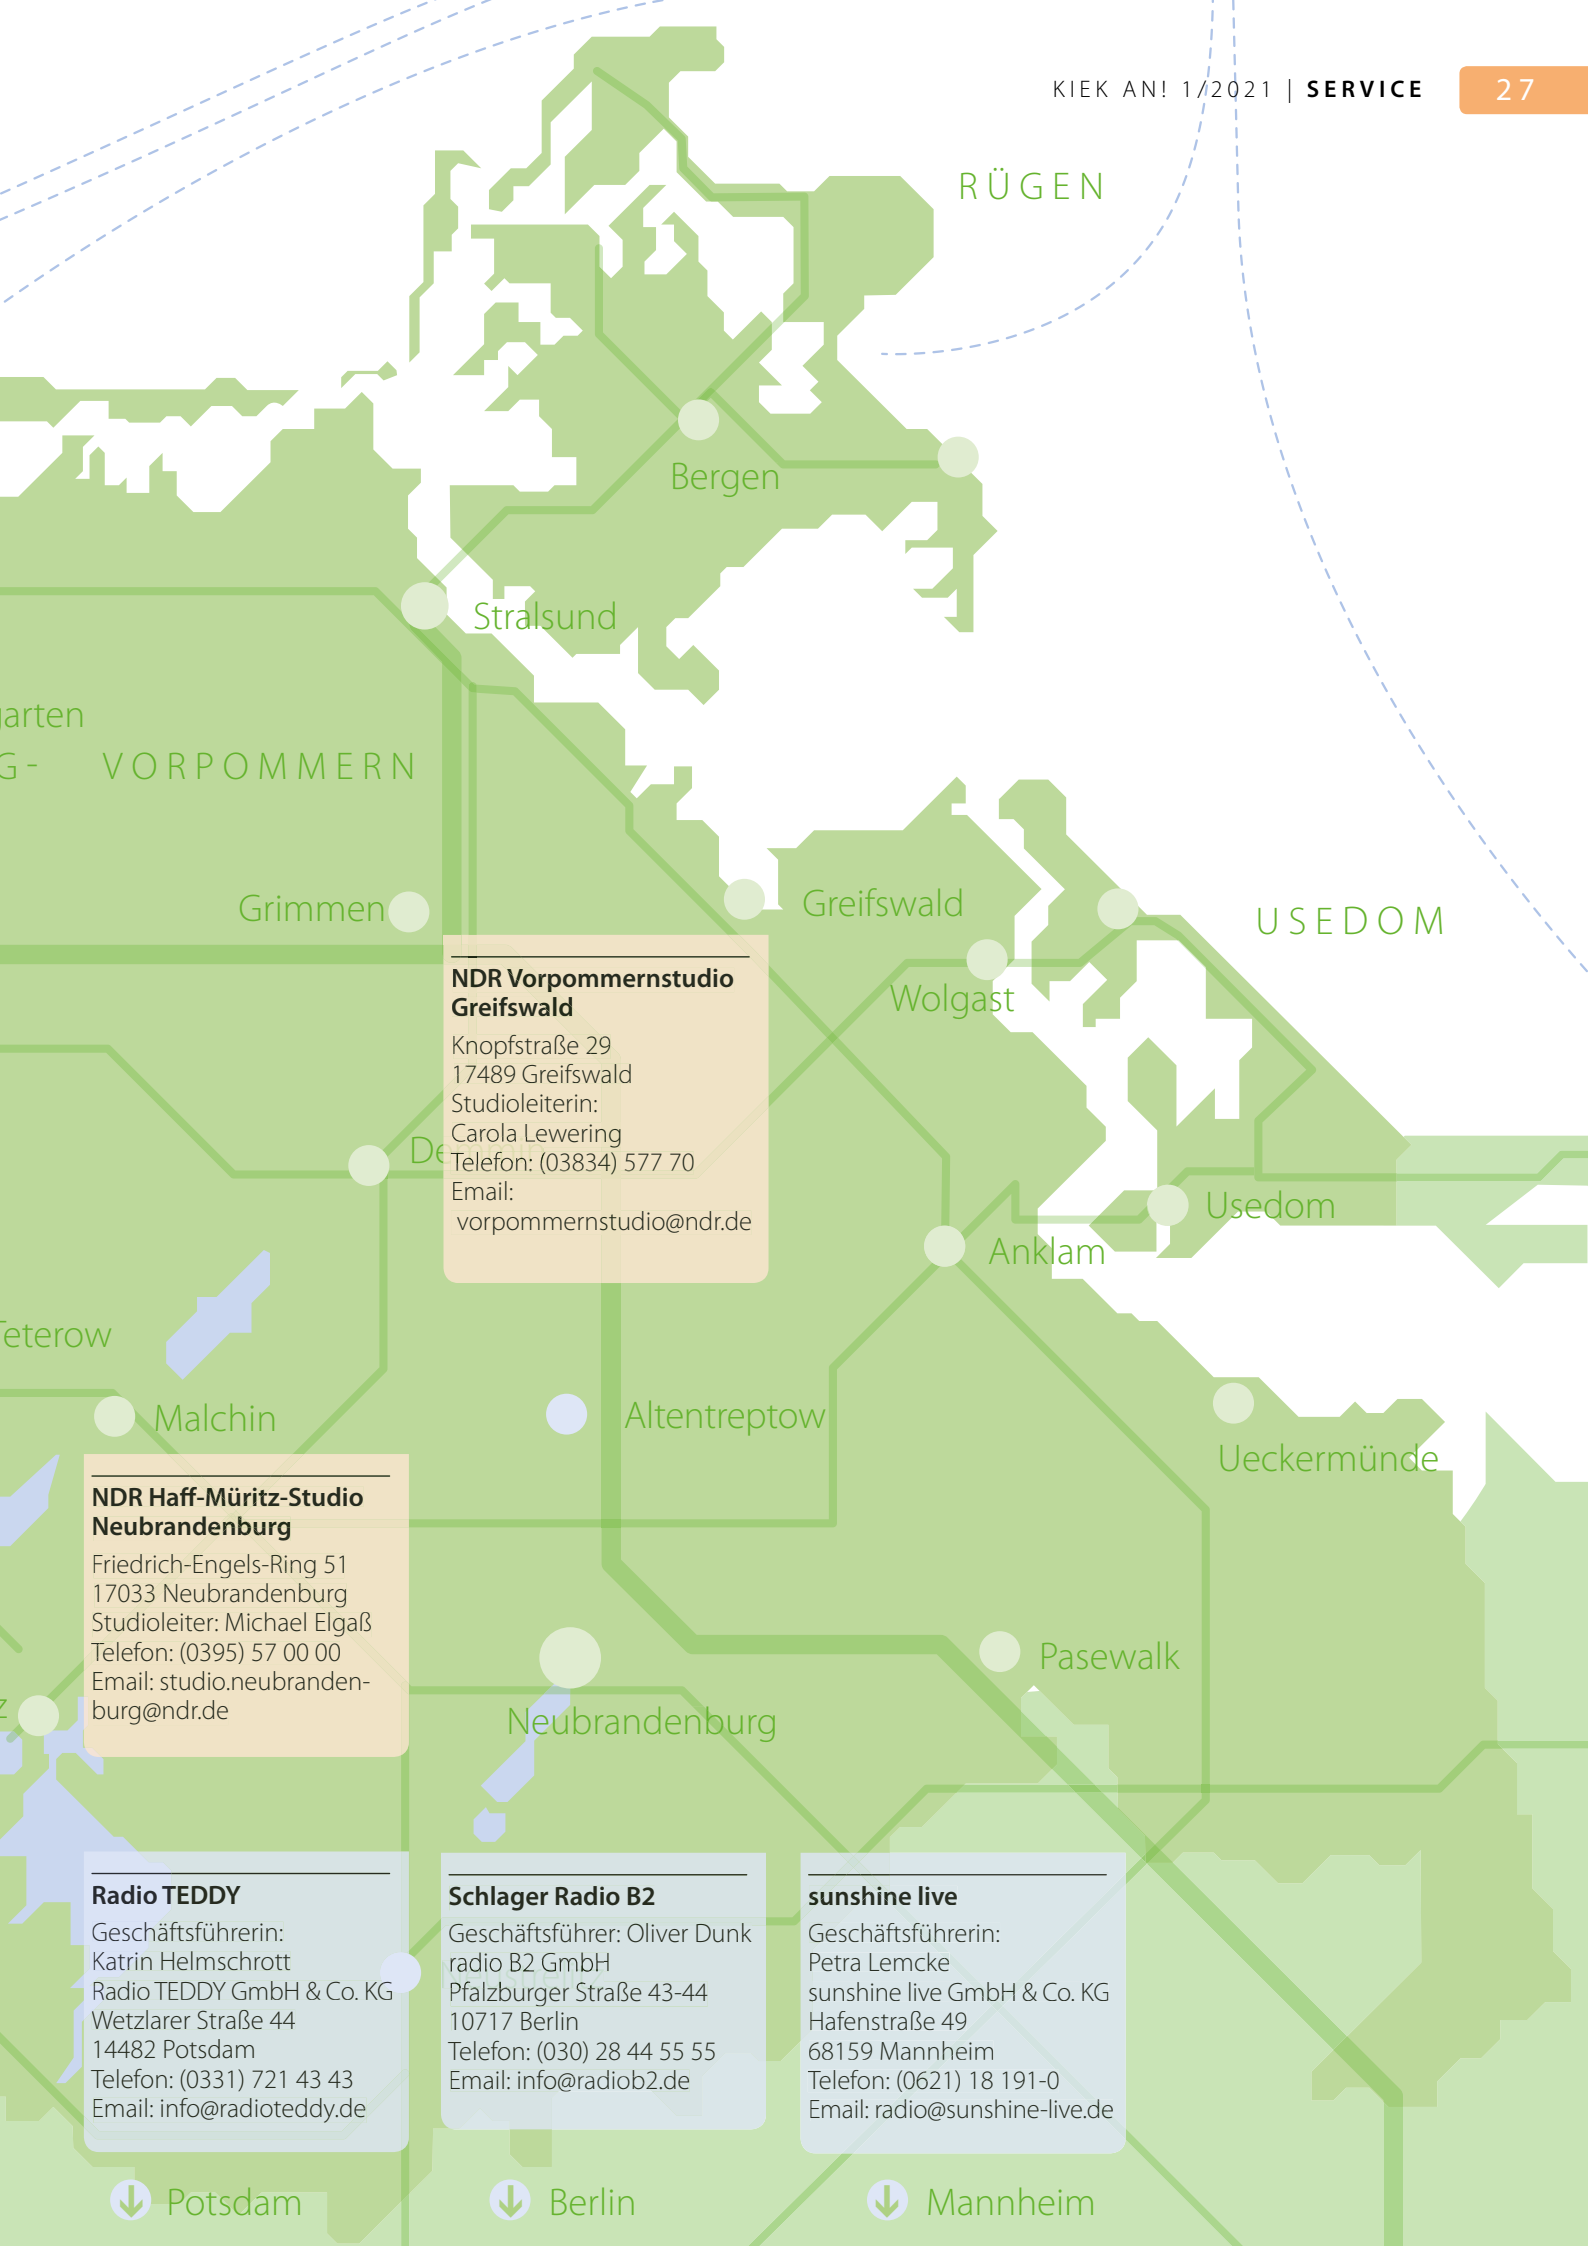 KIEK AN! 1/2021 | SERVICE 27
RÜGEN
Bergen
Stralsund
garten
G- VORPOMMERN
Grimmen
Greifswald
USEDOM
Wolgast
NDR Vorpommernstudio
Greifswald
Knopfstraße 29
17489 Greifswald
Studioleiterin:
Carola Lewering
Telefon: (03834) 577 70
Email:
vorpommernstudio@ndr.de
Demmin
Usedom
Anklam
Teterow
Malchin
Altentreptow
Ueckermünde
NDR Haff-Müritz-Studio
Neubrandenburg
Friedrich-Engels-Ring 51
17033 Neubrandenburg
Studioleiter: Michael Elgaß
Telefon: (0395) 57 00 00
Email: studio.neubranden-
burg@ndr.de
Pasewalk
z
Neubrandenburg
Radio TEDDY
Geschäftsführerin:
Katrin Helmschrott
Radio TEDDY GmbH & Co. KG
Wetzlarer Straße 44
14482 Potsdam
Telefon: (0331) 721 43 43
Email: info@radioteddy.de
Schlager Radio B2
Geschäftsführer: Oliver Dunk
radio B2 GmbH
Pfalzburger Straße 43-44
10717 Berlin
Telefon: (030) 28 44 55 55
Email: info@radiob2.de
Neustrelitz
sunshine live
Geschäftsführerin:
Petra Lemcke
sunshine live GmbH & Co. KG
Hafenstraße 49
68159 Mannheim
Telefon: (0621) 18 191-0
Email: radio@sunshine-live.de
Potsdam
Berlin
Mannheim